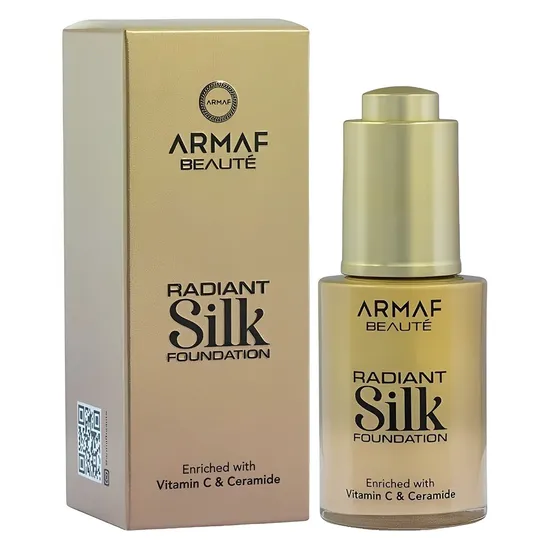 ARMAF
ARMAF
BEAUTÉ
RADIANT
Silk
FOUNDATION
Enriched with
Vitamin C & Ceramide
ARMAF
BEAUTÉ
RADIANT
Silk
FOUNDATION
Enriched with
Vitamin C & Ceramide